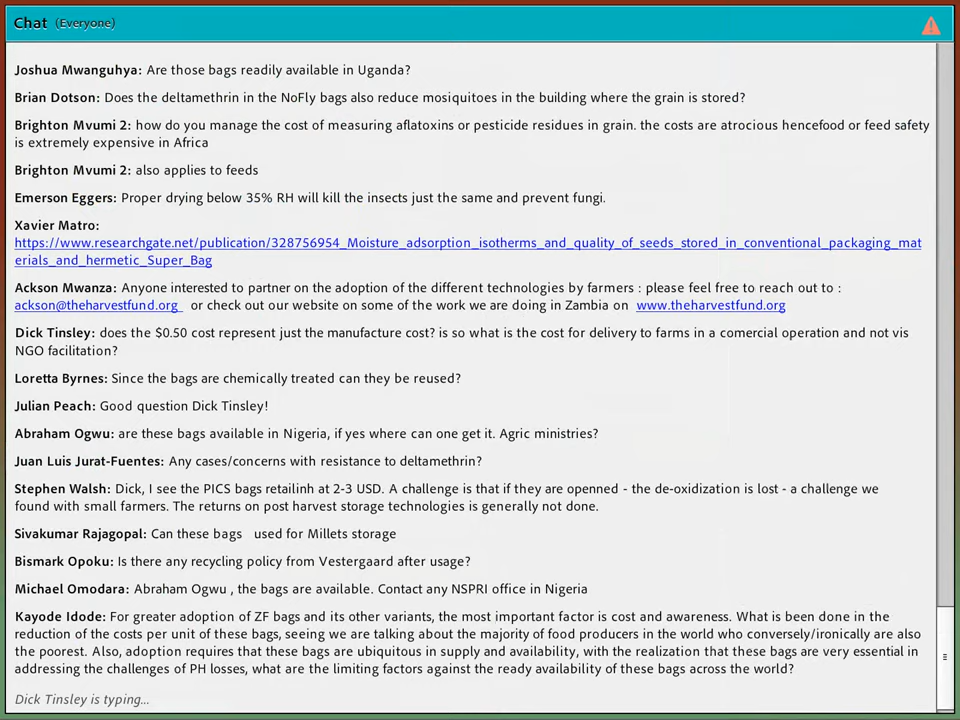 Chat (Everyone)
Joshua Mwanguhya: Are those bags readily available in Uganda?
Brian Dotson: Does the deltamethrin in the NoFly bags also reduce mosiquitoes in the building where the grain is stored?
Brighton Mvumi 2: how do you manage the cost of measuring aflatoxins or pesticide residues in grain. the costs are atrocious hencefood or feed safety
is extremely expensive in Africa
Brighton Mvumi 2: also applies to feeds
Emerson Eggers: Proper drying below 35% RH will kill the insects just the same and prevent fungi.
Xavier Matro:
https://www.researchgate.net/publication/328756954_Moisture_adsorption_isotherms_and_quality_of_seeds_stored_in_conventional_packaging_mat
erials_and_hermetic_Super_Bag
Ackson Mwanza: Anyone interested to partner on the adoption of the different technologies by farmers : please feel free to reach out to :
ackson@theharvestfund.org or check out our website on some of the work we are doing in Zambia on www.theharvestfund.org
Dick Tinsley: does the $0.50 cost represent just the manufacture cost? is so what is the cost for delivery to farms in a comercial operation and not vis
NGO facilitation?
Loretta Byrnes: Since the bags are chemically treated can they be reused?
Julian Peach: Good question Dick Tinsley!
Abraham Ogwu: are these bags available in Nigeria, if yes where can one get it. Agric ministries?
Juan Luis Jurat-Fuentes: Any cases/concerns with resistance to deltamethrin?
Stephen Walsh: Dick, I see the PICS bags retailinh at 2-3 USD. A challenge is that if they are openned - the de-oxidization is lost - a challenge we
found with small farmers. The returns on post harvest storage technologies is generally not done.
Sivakumar Rajagopal: Can these bags used for Millets storage
Bismark Opoku: Is there any recycling policy from Vestergaard after usage?
Michael Omodara: Abraham Ogwu , the bags are available. Contact any NSPRI office in Nigeria
Kayode Idode: For greater adoption of ZF bags and its other variants, the most important factor is cost and awareness. What is been done in the
reduction of the costs per unit of these bags, seeing we are talking about the majority of food producers in the world who conversely/ironically are also
the poorest. Also, adoption requires that these bags are ubiquitous in supply and availability, with the realization that these bags are very essential in
addressing the challenges of PH losses, what are the limiting factors against the ready availability of these bags across the world?
Dick Tinsley is typing...